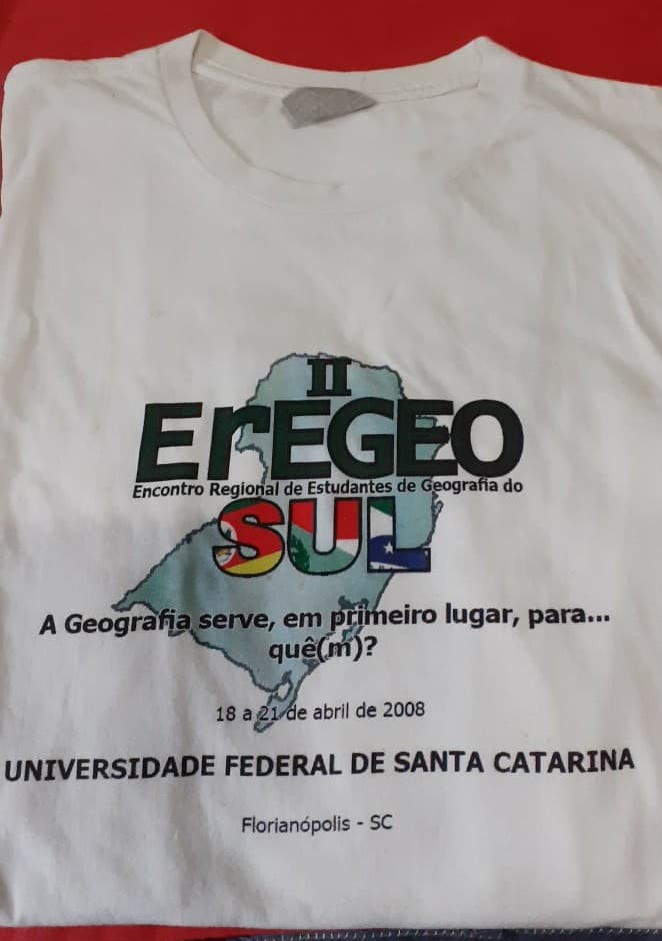 II
ErEGEO
Encontro Regional de Estudantes de Geografia do
SUL
A Geografia serve, em primeiro lugar, para...
quê(m)?
18 a 21 de abril de 2008
UNIVERSIDADE FEDERAL DE SANTA CATARINA
Florianópolis - SC